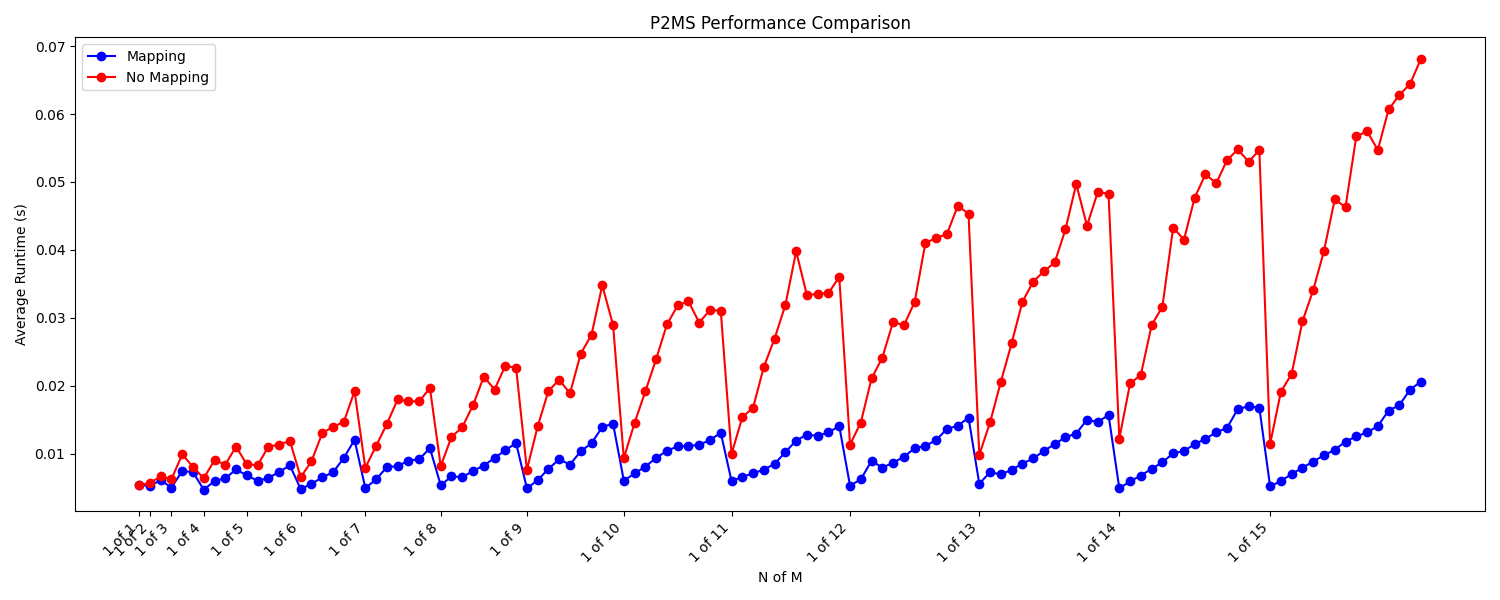 P2MS Performance Comparison
Mapping
No Mapping
Average Runtime (s)
0.07
0.06
0.05
0.04
0.03
0.02
0.01
1 of 1
1 of 2
1 of 3
1 of 4
1 of 5
1 of 6
1 of 7
1 of 8
1 of 9
1 of 10
1 of 11
1 of 12
1 of 13
1 of 14
1 of 15
N of M